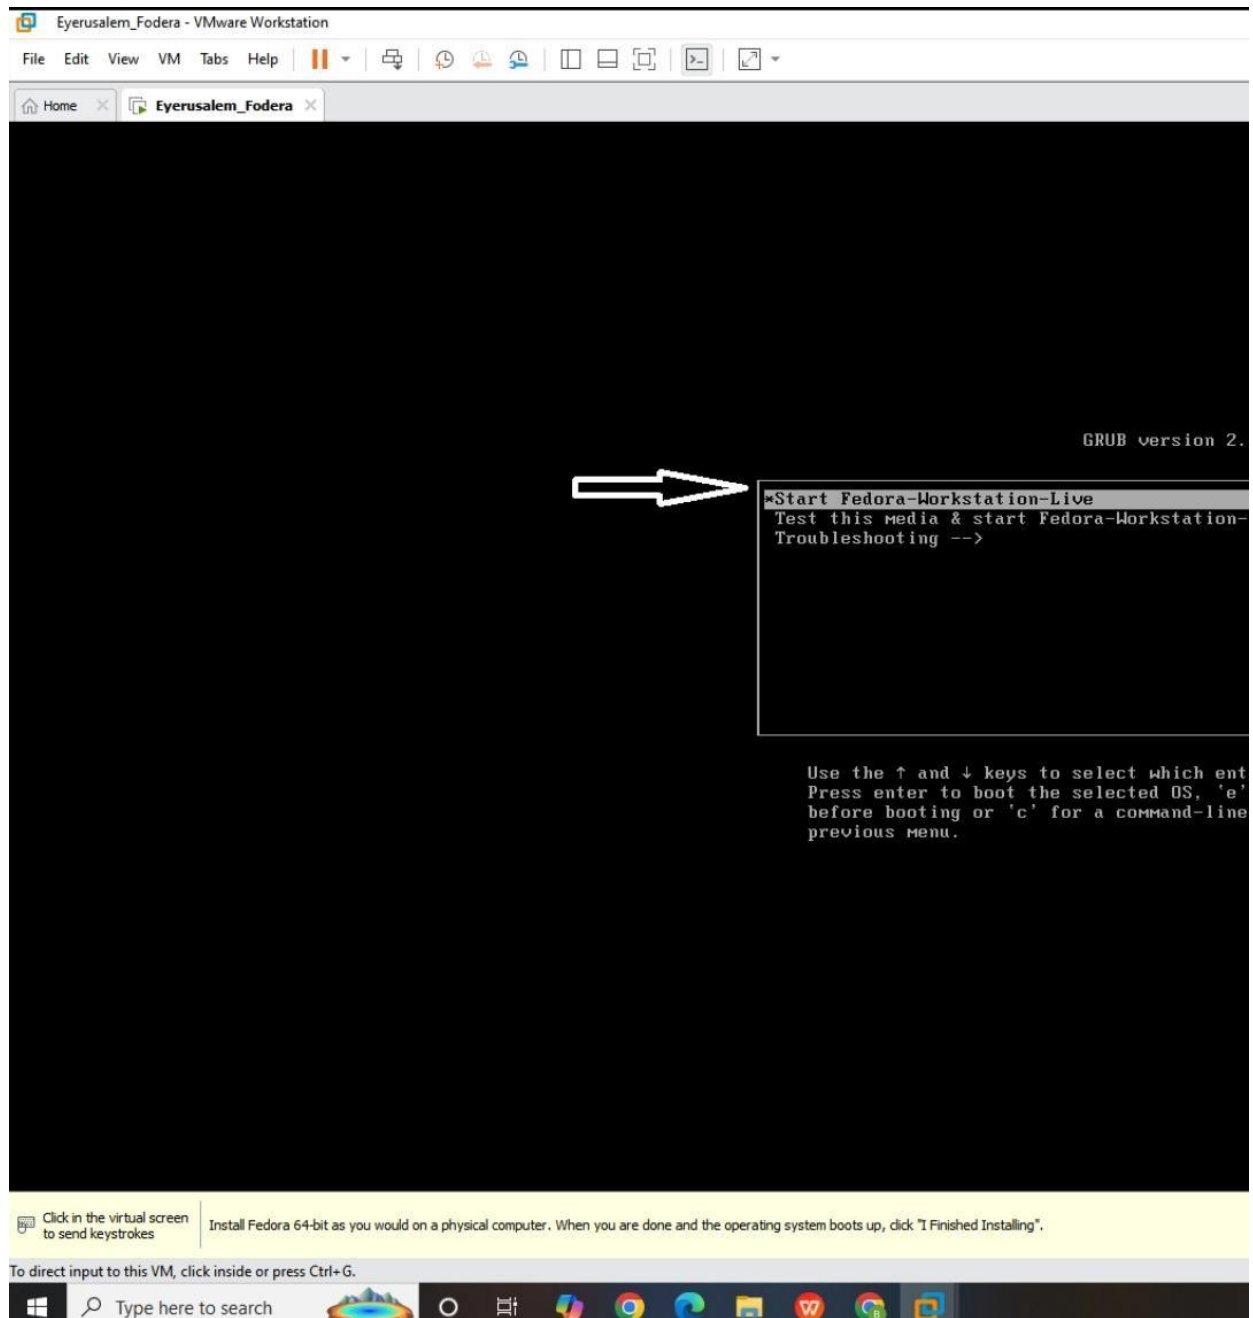 Eyerusalem_Fodera - VMware Workstation
File Edit View VM Tabs Help
Home Eyerusalem_Fodera
GRUB version 2.
*Start Fedora-Workstation-Live
Test this media & start Fedora-Workstation-
Troubleshooting -->
Use the ↑ and ↓ keys to select which ent
Press enter to boot the selected OS, 'e'
before booting or 'c' for a command-line
previous menu.
Click in the virtual screen
to send keystrokes
Install Fedora 64-bit as you would on a physical computer. When you are done and the operating system boots up, click "I Finished Installing".
To direct input to this VM, click inside or press Ctrl+G.
Type here to search